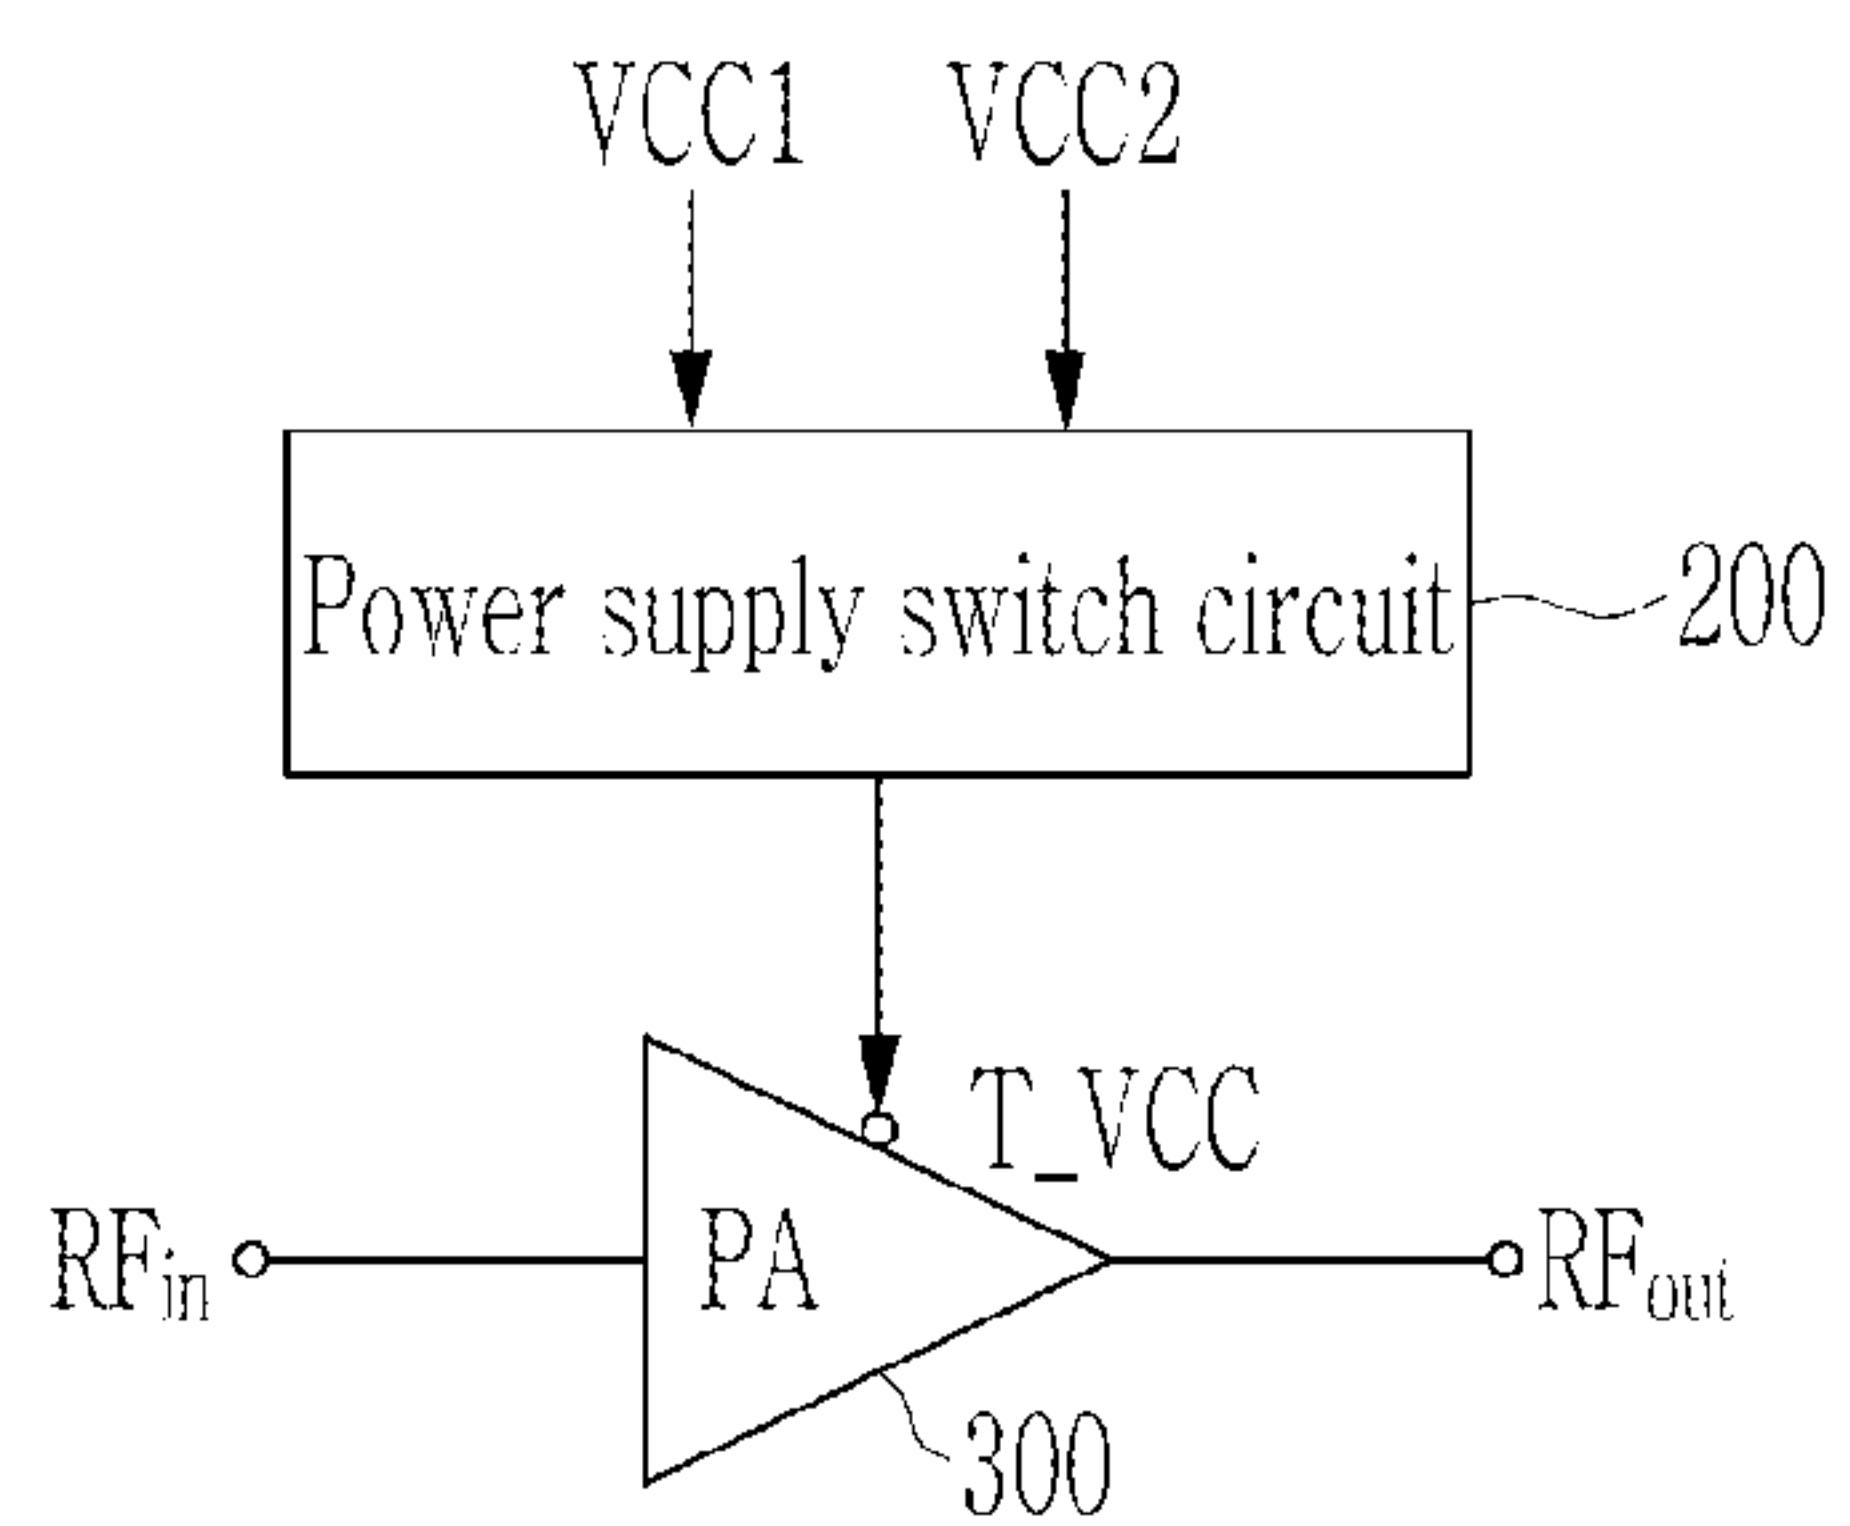 VCC1 VCC2
Power supply switch circuit
200
T_VCC
RFin
PA
RFout
300